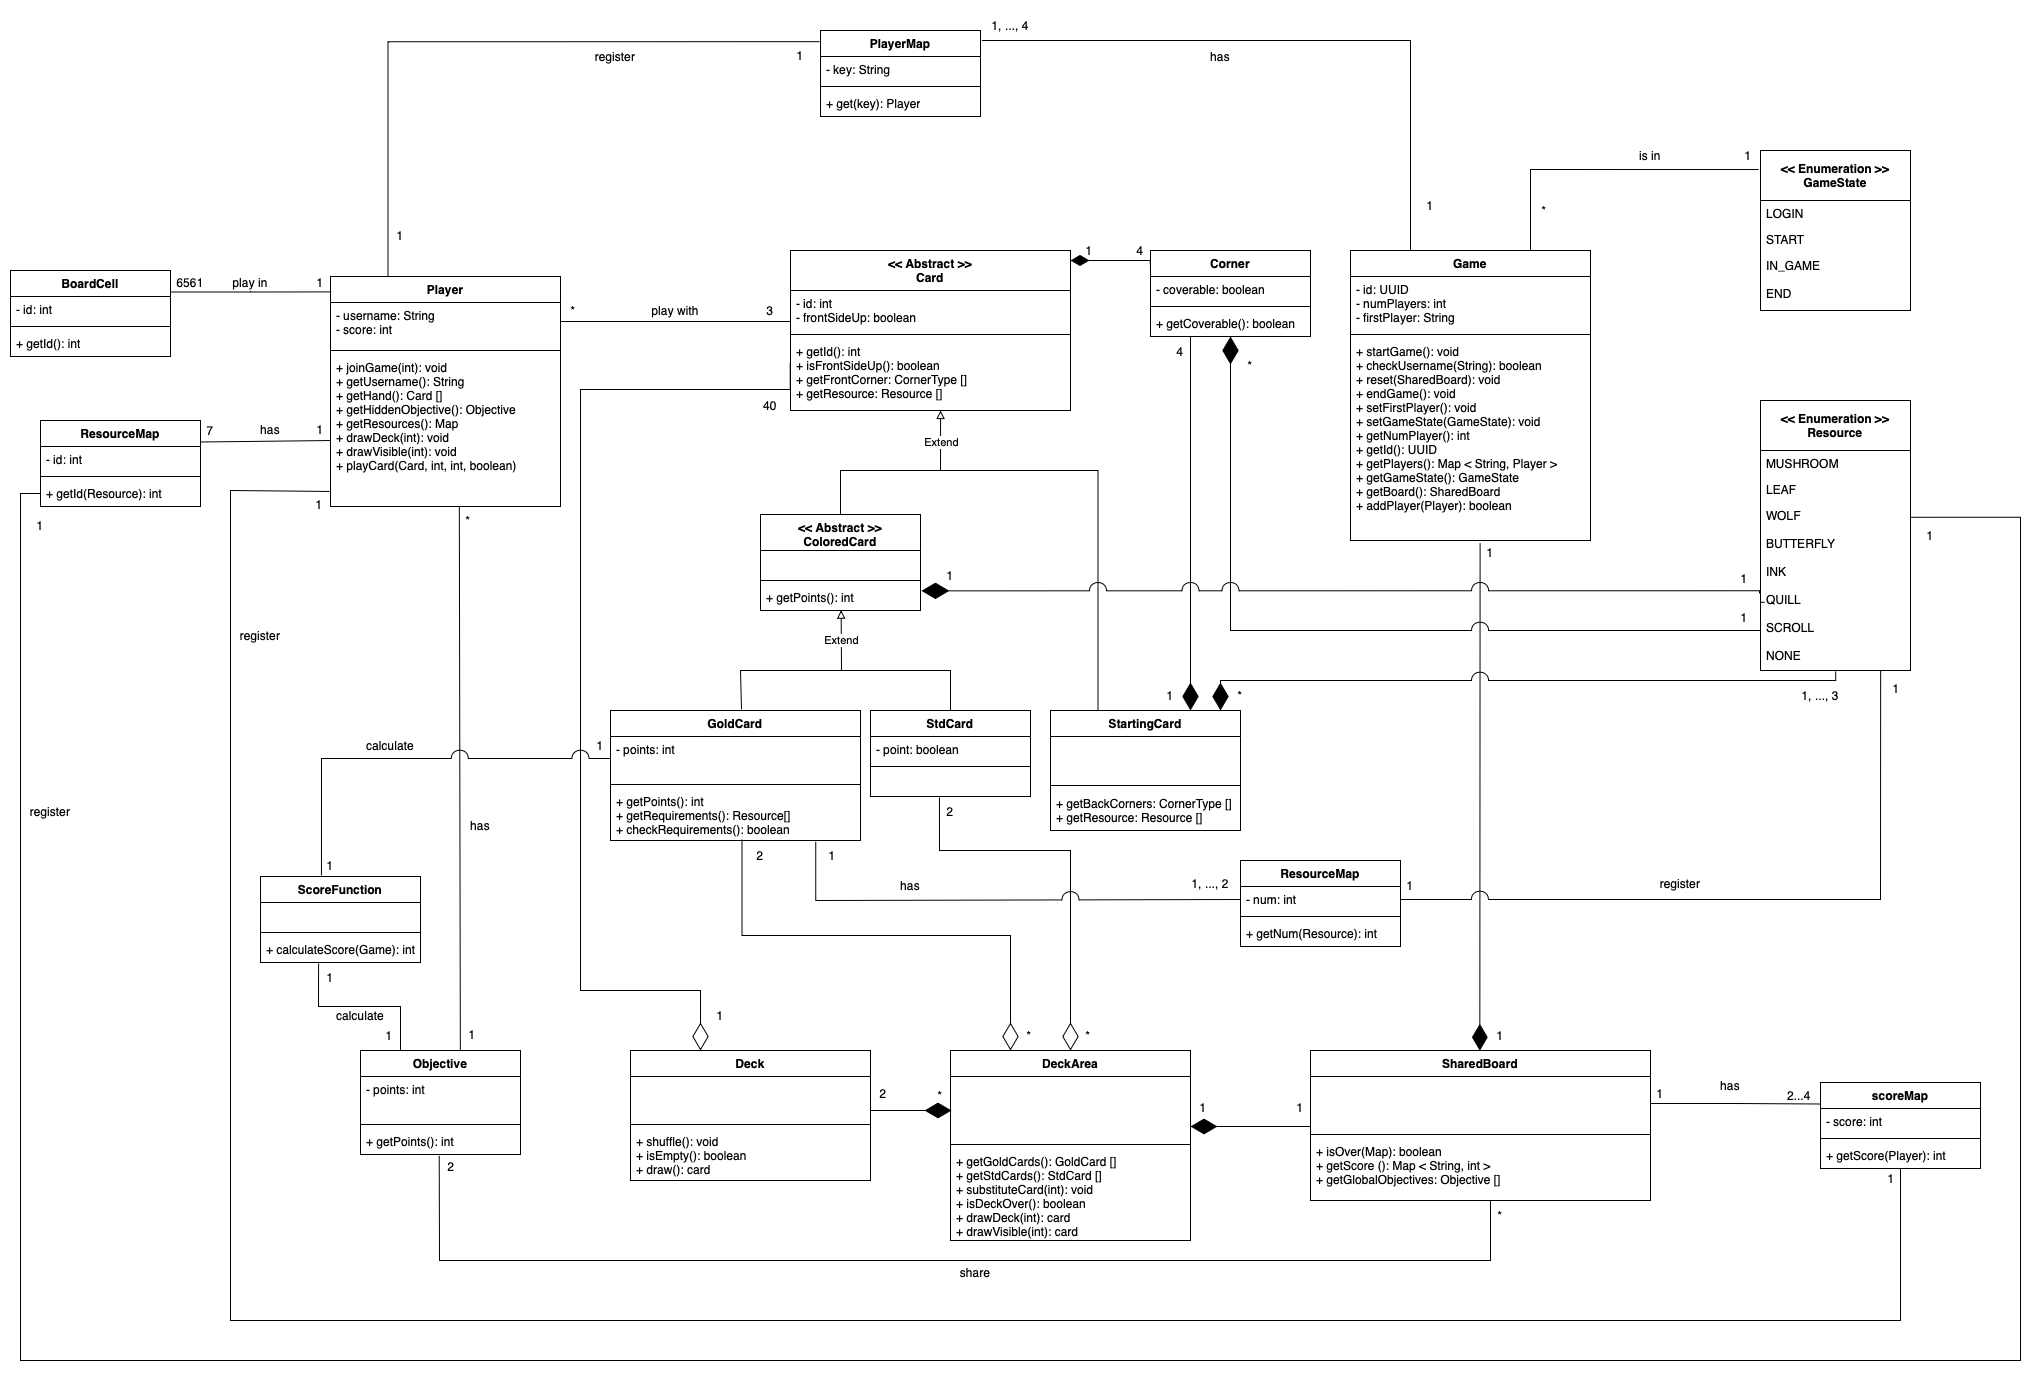 1, ..., 4
PlayerMap
- key: String
+ get(key): Player
register
1
has
1
1
is in
1
*
<< Enumeration >>
GameState
LOGIN
START
IN_GAME
END
BoardCell
- id: int
+ getId(): int
6561
play in
1
Player
- username: String
- score: int
+ joinGame(int): void
+ getUsername(): String
+ getHand(): Card []
+ getHiddenObjective(): Objective
+ getResources(): Map
+ drawDeck(int): void
+ drawVisible(int): void
+ playCard(Card, int, int, boolean)
*
play with
3
<< Abstract >>
Card
- id: int
- frontSideUp: boolean
+ getId(): int
+ isFrontSideUp(): boolean
+ getFrontCorner: CornerType []
+ getResource: Resource []
40
1
4
Corner
- coverable: boolean
+ getCoverable(): boolean
4
*
Game
- id: UUID
- numPlayers: int
- firstPlayer: String
+ startGame(): void
+ checkUsername(String): boolean
+ reset(SharedBoard): void
+ endGame(): void
+ setFirstPlayer(): void
+ setGameState(GameState): void
+ getNumPlayer(): int
+ getId(): UUID
+ getPlayers(): Map < String, Player >
+ getGameState(): GameState
+ getBoard(): SharedBoard
+ addPlayer(Player): boolean
1
<< Enumeration >>
Resource
MUSHROOM
LEAF
WOLF
BUTTERFLY
INK
QUILL
SCROLL
NONE
1
1
1
1, ..., 3
1
ResourceMap
- id: int
+ getId(Resource): int
7
has
1
1
1
*
Extend
<< Abstract >>
ColoredCard
+ getPoints(): int
1
Extend
register
register
has
calculate
1
1
GoldCard
- points: int
+ getPoints(): int
+ getRequirements(): Resource[]
+ checkRequirements(): boolean
2
1
StdCard
- point: boolean
2
1
*
StartingCard
+ getBackCorners: CornerType []
+ getResource: Resource []
has
1, ..., 2
ResourceMap
- num: int
+ getNum(Resource): int
1
register
ScoreFunction
+ calculateScore(Game): int
1
calculate
1
1
Objective
- points: int
+ getPoints(): int
2
1
Deck
+ shuffle(): void
+ isEmpty(): boolean
+ draw(): card
2
*
*
*
DeckArea
+ getGoldCards(): GoldCard []
+ getStdCards(): StdCard []
+ substituteCard(int): void
+ isDeckOver(): boolean
+ drawDeck(int): card
+ drawVisible(int): card
1
1
1
SharedBoard
+ isOver(Map): boolean
+ getScore (): Map < String, int >
+ getGlobalObjectives: Objective []
*
1
has
2...4
scoreMap
- score: int
+ getScore(Player): int
1
share